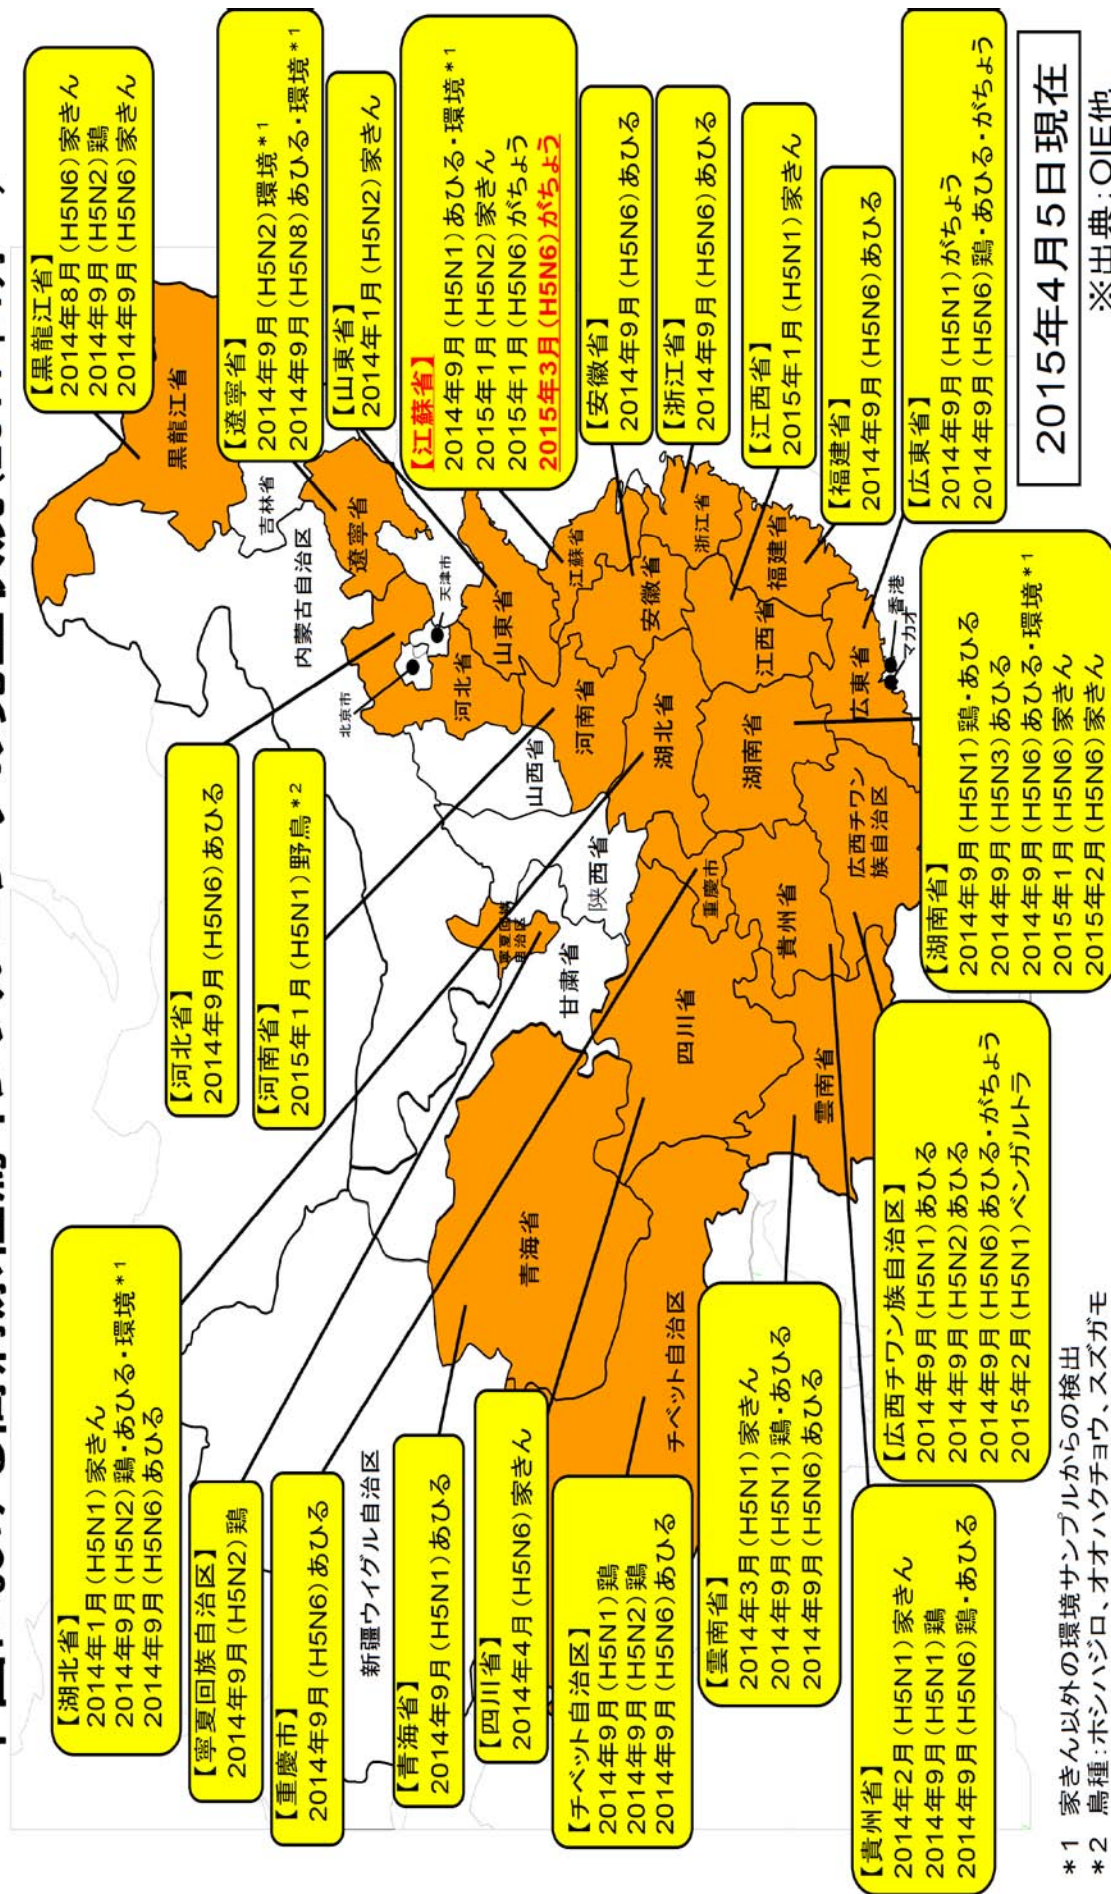 【湖北省】
2014年1月(H5N1)家きん
2014年9月(H5N2)鶏・あひる・環境*1
2014年9月(H5N6)あひる
【寧夏回族自治区】
2014年9月(H5N2)鶏
【重慶市】
2014年9月(H5N6)あひる
新疆ウイグル自治区
【青海省】
2014年9月(H5N1)あひる
【四川省】
2014年4月(H5N6)家きん
【チベット自治区】
2014年9月(H5N1)鶏
2014年9月(H5N2)鶏
2014年9月(H5N6)あひる
【雲南省】
2014年3月(H5N1)家きん
2014年9月(H5N1)鶏・あひる
2014年9月(H5N6)あひる
【貴州省】
2014年2月(H5N1)家きん
2014年9月(H5N1)鶏
2014年9月(H5N6)鶏・あひる
【広西チワン族自治区】
2014年9月(H5N1)あひる
2014年9月(H5N2)あひる
2014年9月(H5N6)あひる・がちょう
2015年2月(H5N1)ベンガルトラ
【河北省】
2014年9月(H5N6)あひる
【河南省】
2015年1月(H5N1)野鳥*2
【湖南省】
2014年9月(H5N1)鶏・あひる
2014年9月(H5N3)あひる
2014年9月(H5N6)あひる・環境*1
2015年1月(H5N6)家きん
2015年2月(H5N6)家きん
【黒龍江省】
2014年8月(H5N6)家きん
2014年9月(H5N2)鶏
2014年9月(H5N6)家きん
【遼寧省】
2014年9月(H5N2)環境*1
2014年9月(H5N8)あひる・環境*1
【山東省】
2014年1月(H5N2)家きん
【江蘇省】
2014年9月(H5N1)あひる・環境*1
2015年1月(H5N2)家きん
2015年1月(H5N6)がちょう
2015年3月(H5N6)がちょう
【安徽省】
2014年9月(H5N6)あひる
【浙江省】
2014年9月(H5N6)あひる
【江西省】
2015年1月(H5N1)家きん
【福建省】
2014年9月(H5N6)あひる
【広東省】
2014年9月(H5N1)がちょう
2014年9月(H5N6)鶏・あひる・がちょう
黒龍江省
吉林省
内蒙古自治区
遼寧省
北京市
天津市
河北省
山東省
山西省
河南省
江蘇省
安徽省
浙江省
湖北省
陝西省
甘粛省
青海省
チベット自治区
四川省
重慶市
湖南省
江西省
福建省
貴州省
雲南省
広西チワン
族自治区
広東省
香港
マカオ
2015年4月5日現在
※出典:OIE他
*1 家きん以外の環境サンプルからの検出
*2 鳥種:ホシハジロ、オオハクチョウ、スズガモ